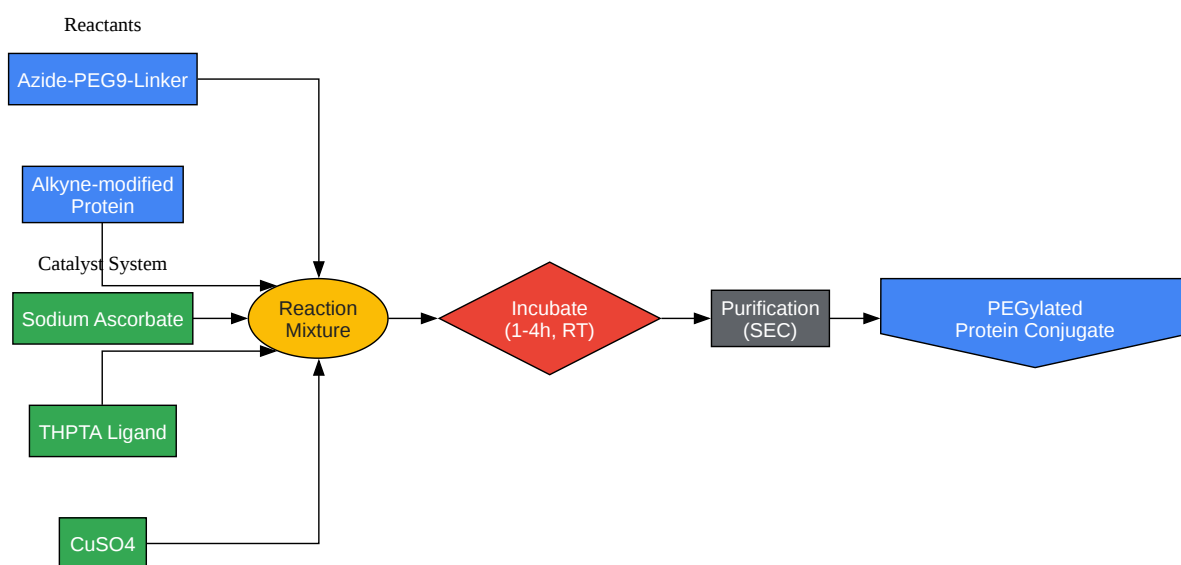 Reactants
Azide-PEG9-Linker
Alkyne-modified
Protein
Catalyst System
Sodium Ascorbate
THPTA Ligand
CuSO4
Reaction
Mixture
Incubate
(1-4h, RT)
Purification
(SEC)
PEGylated
Protein Conjugate